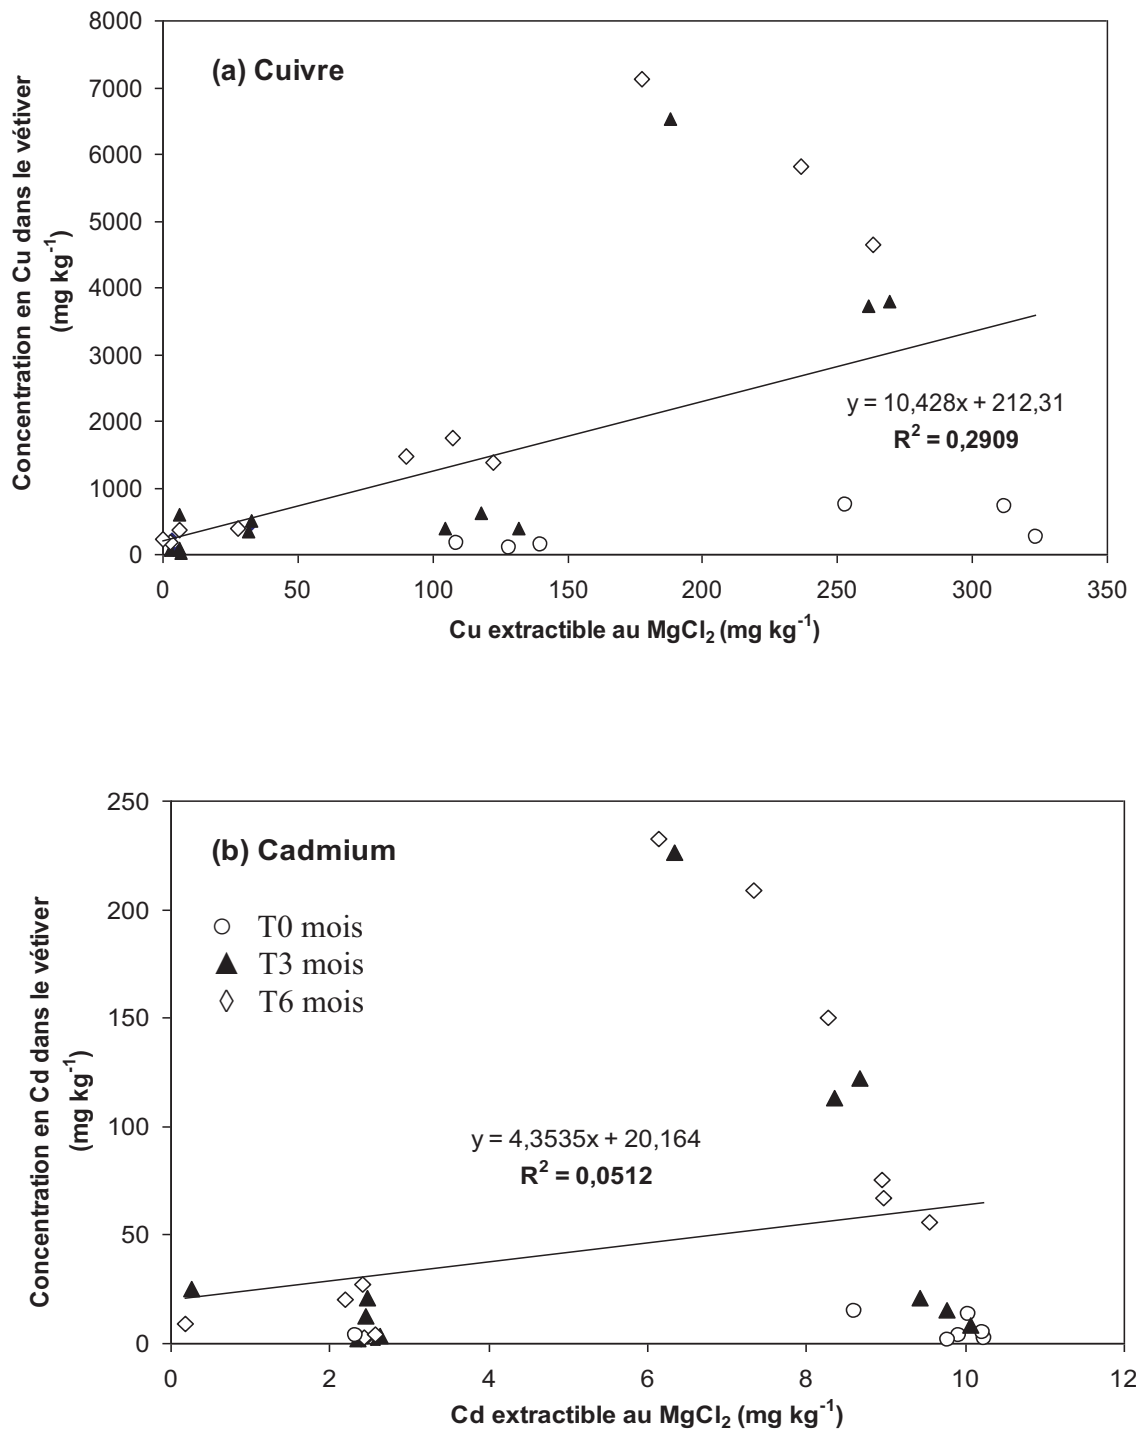 (a) Cuivre
Concentration en Cu dans le vétiver
(mg kg⁻¹)
8000
7000
6000
5000
4000
3000
2000
1000
0
y = 10,428x + 212,31
R² = 0,2909
0 50 100 150 200 250 300 350
Cu extractible au MgCl₂ (mg kg⁻¹)
(b) Cadmium
Concentration en Cd dans le vétiver
(mg kg⁻¹)
250
200
150
100
50
0
T0 mois
T3 mois
T6 mois
y = 4,3535x + 20,164
R² = 0,0512
0 2 4 6 8 10 12
Cd extractible au MgCl₂ (mg kg⁻¹)